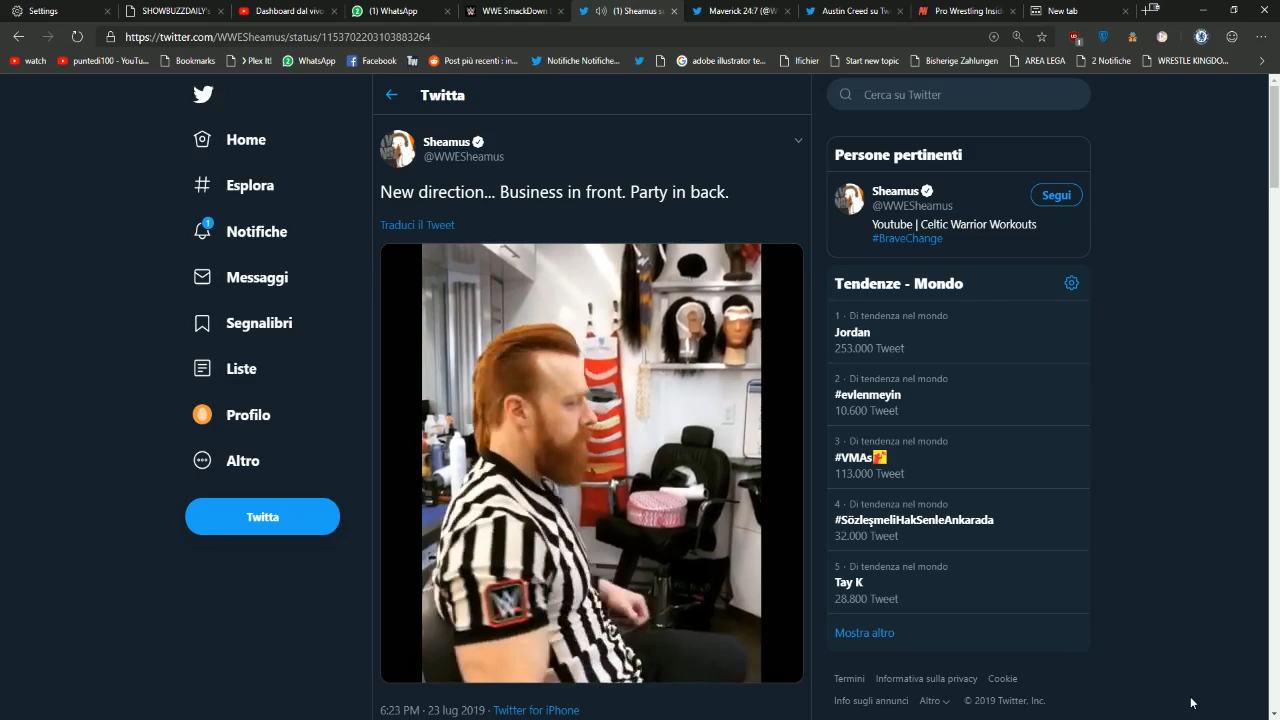 Settings
SHOWBUZZDAILY's
Dashboard dal vivo
(1) WhatsApp
WWE SmackDown L
(1) Sheamus su
Maverick 24:7 (@W
Austin Creed su Tw
Pro Wrestling Insid
New tab
https://twitter.com/WWESheamus/status/1153702203103883264
watch
puntedi100 - YouTu...
Bookmarks
Plex It!
WhatsApp
Facebook
Tw
Post più recenti : in...
Notifiche Notifiche...
adobe illustrator te...
Ifichier
Start new topic
Bisherige Zahlungen
AREA LEGA
2 Notifiche
WRESTLE KINGDO...
Home
Esplora
1
Notifiche
Messaggi
Segnalibri
Liste
Profilo
Altro
Twitta
Twitta
Sheamus
@WWESheamus
New direction... Business in front. Party in back.
Traduci il Tweet
W
6:23 PM · 23 lug 2019 · Twitter for iPhone
Cerca su Twitter
Persone pertinenti
Sheamus
@WWESheamus
Segui
Youtube | Celtic Warrior Workouts
#BraveChange
Tendenze - Mondo
1 · Di tendenza nel mondo
Jordan
253.000 Tweet
2 · Di tendenza nel mondo
#evlenmeyin
10.600 Tweet
3 · Di tendenza nel mondo
#VMAs
113.000 Tweet
4 · Di tendenza nel mondo
#SözleşmeliHakSenleAnkarada
32.000 Tweet
5 · Di tendenza nel mondo
Tay K
28.800 Tweet
Mostra altro
Termini Informativa sulla privacy Cookie
Info sugli annunci Altro © 2019 Twitter, Inc.